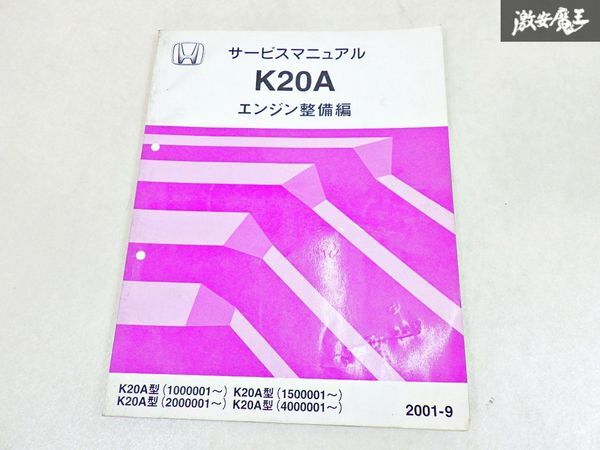 激安魔王
サービスマニュアル
K20A
エンジン整備編
K20A型(1000001〜) K20A型(1500001〜)
K20A型(2000001〜) K20A型(4000001〜)
2001-9